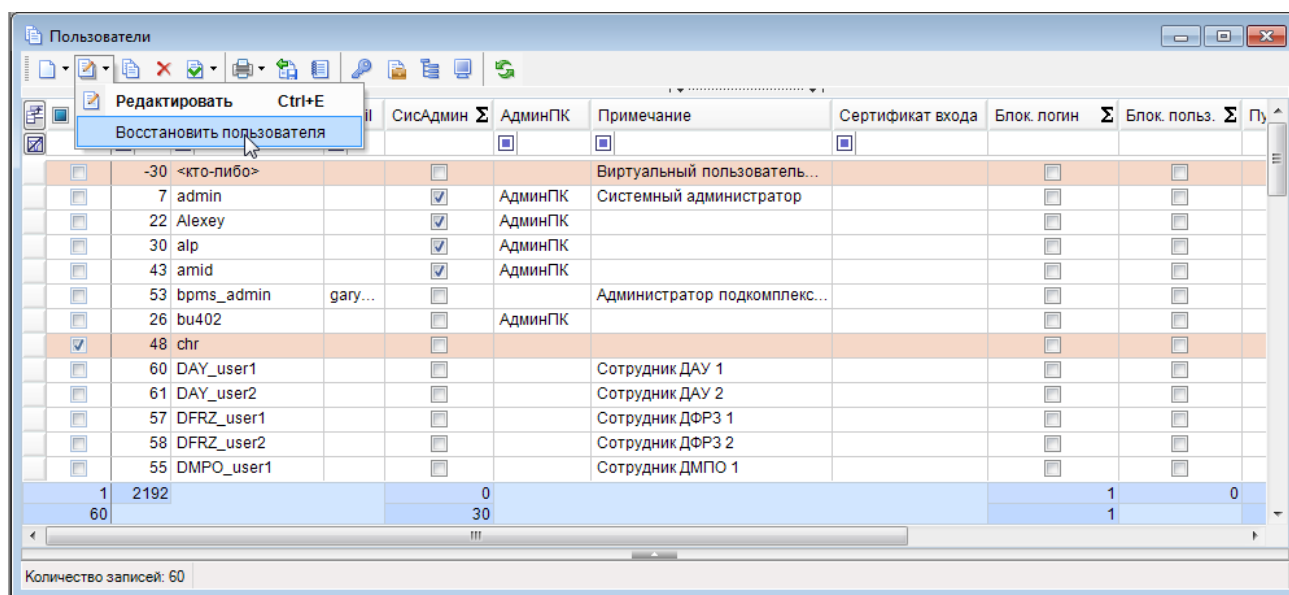 Пользователи
Редактировать Ctrl+E
Восстановить пользователя
il СисАдмин Σ АдминПК Примечание Сертификат входа Блок. логин Σ Блок. польз. Σ Пу
-30 <кто-либо> Виртуальный пользователь...
7 admin АдминПК Системный администратор
22 Alexey АдминПК
30 alp АдминПК
43 amid АдминПК
53 bpms_admin gary... Администратор подкомплекс...
26 bu402 АдминПК
48 chr
60 DAY_user1 Сотрудник ДАУ 1
61 DAY_user2 Сотрудник ДАУ 2
57 DFRZ_user1 Сотрудник ДФРЗ 1
58 DFRZ_user2 Сотрудник ДФРЗ 2
55 DMPO_user1 Сотрудник ДМПО 1
1 2192 0 1 0
60 30 1
Количество записей: 60